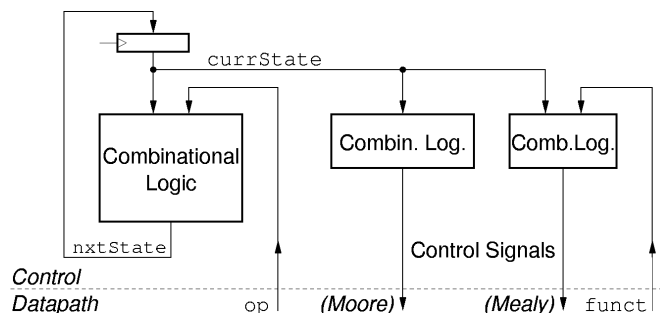 currState
Combinational
Logic
Combin. Log.
Comb.Log.
nxtState
Control Signals
Control
Datapath
op
(Moore)
(Mealy)
funct